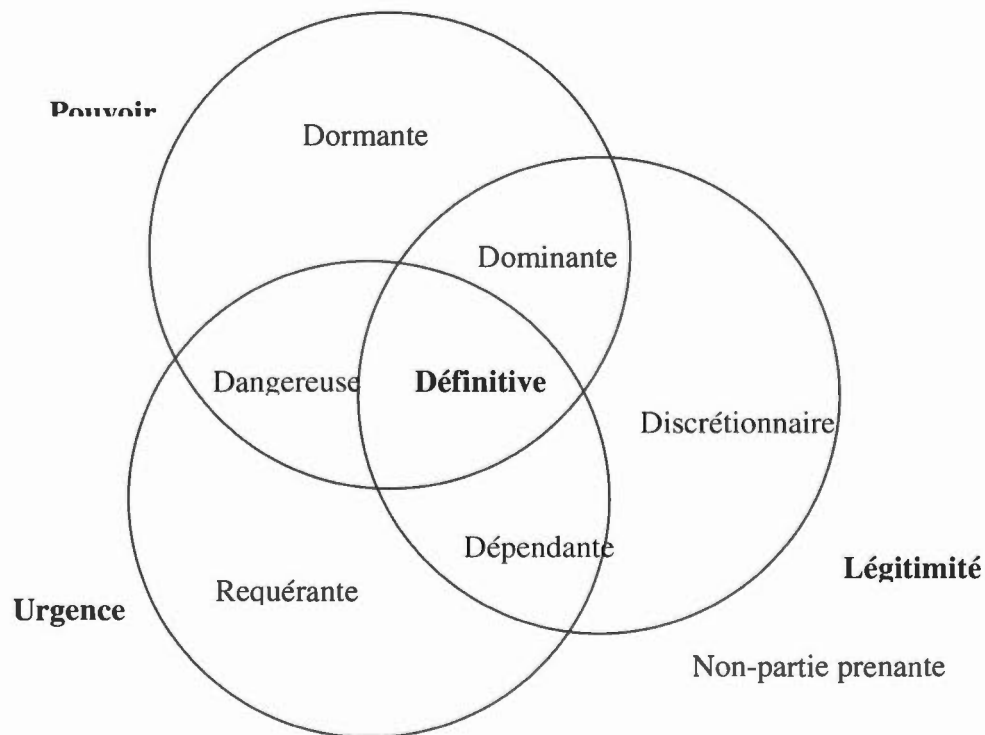 Pouvoir
Dormante
Dominante
Dangereuse
Définitive
Discrétionnaire
Dépendante
Légitimité
Requérante
Urgence
Non-partie prenante